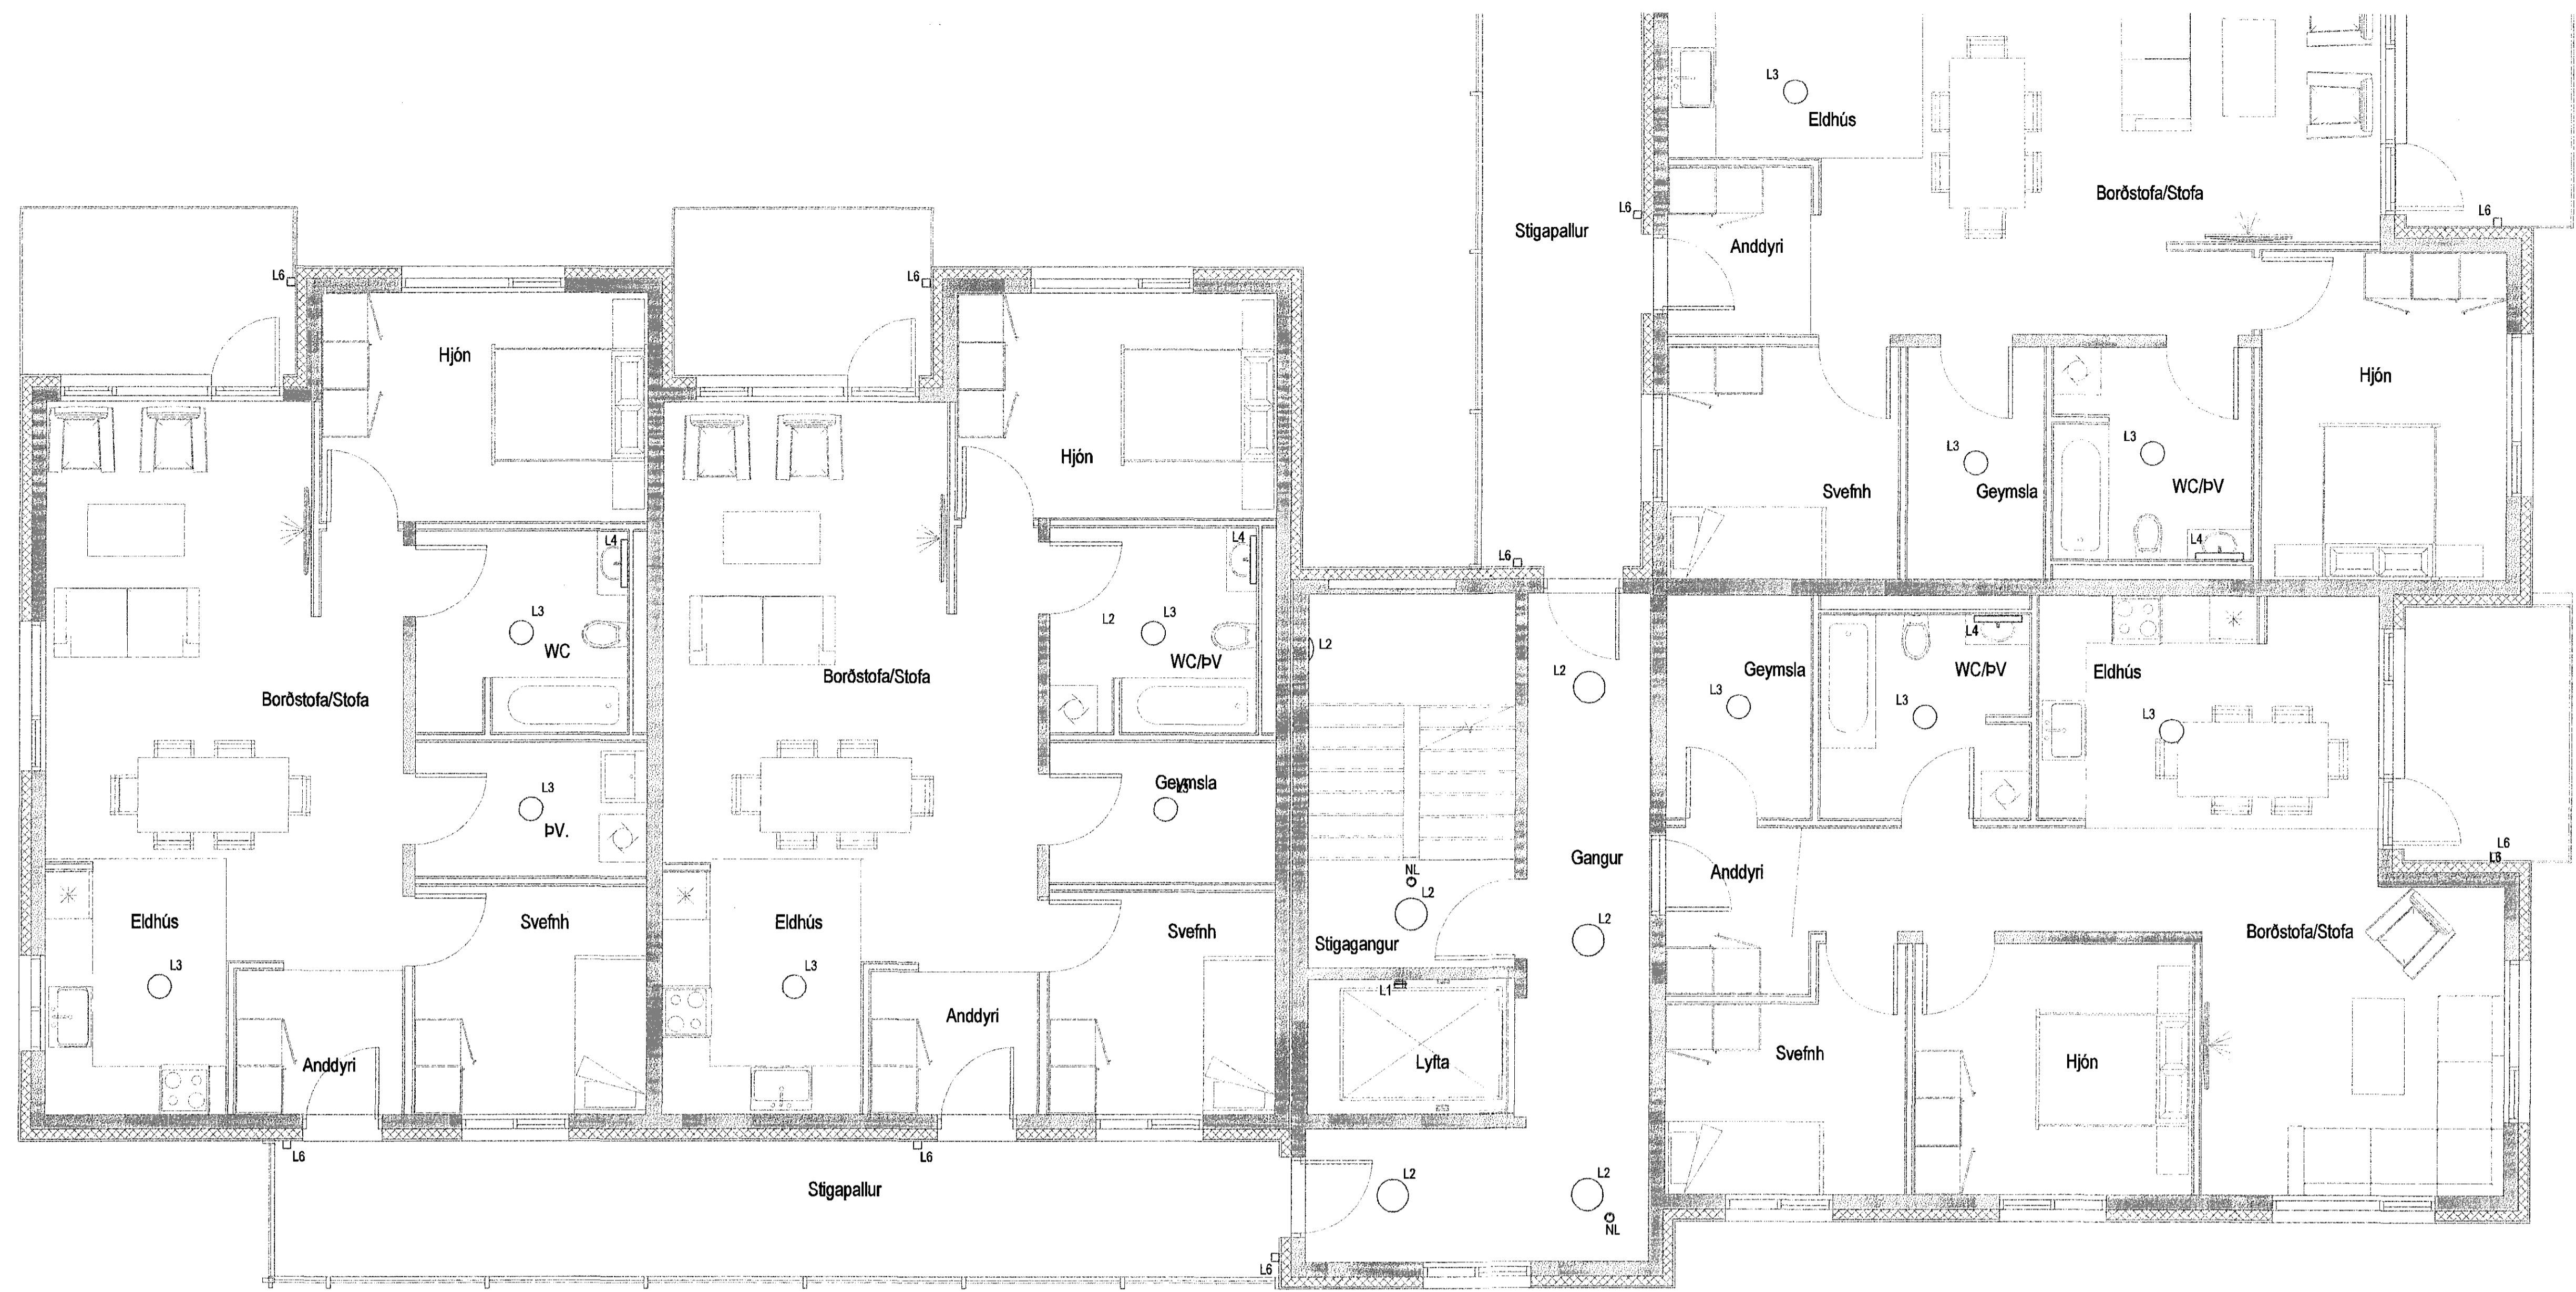 L3
Eldhús
Borðstofa/Stofa
L6
L6
Stigapallur
Anddyri
L6
L6
Hjón
Hjón
Hjón
L3
L3
Svefnh
Geymsla
WC/ÞV
L4
L4
L4
L6
L3
WC
L2
L3
WC/ÞV
L2
L4
Borðstofa/Stofa
Borðstofa/Stofa
L2
Geymsla
L3
WC/ÞV
L3
Eldhús
L3
L3
ÞV.
Geymsla
L3
Gangur
L6
L6
NL
L2
Anddyri
Eldhús
L3
Svefnh
Eldhús
L3
Svefnh
Stigagangur
L2
Borðstofa/Stofa
L1
Anddyri
Anddyri
Lyfta
Svefnh
Hjón
L6
L6
Stigapallur
L2
L2
NL
L6